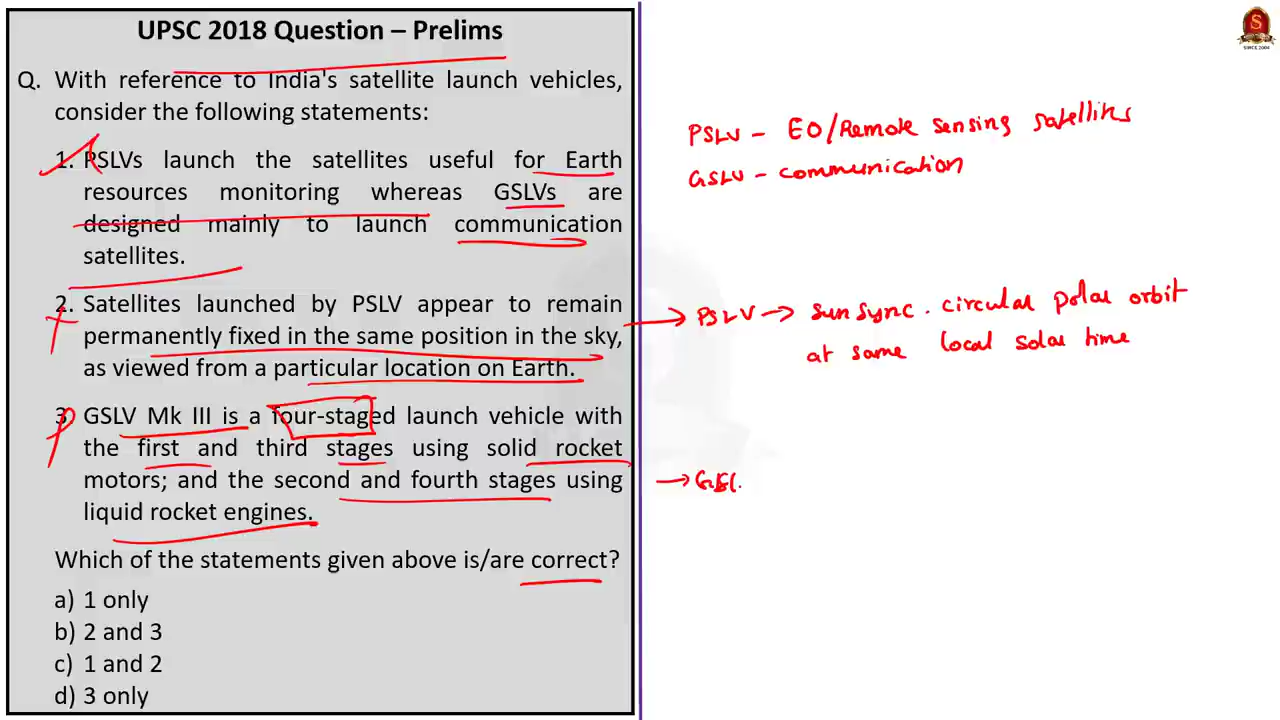 UPSC 2018 Question – Prelims
Q. With reference to India's satellite launch vehicles,
consider the following statements:
1. PSLVs launch the satellites useful for Earth
resources monitoring whereas GSLVs are
designed mainly to launch communication
satellites.
2. Satellites launched by PSLV appear to remain
permanently fixed in the same position in the sky,
as viewed from a particular location on Earth.
3. GSLV Mk III is a four-staged launch vehicle with
the first and third stages using solid rocket
motors; and the second and fourth stages using
liquid rocket engines.
Which of the statements given above is/are correct?
a) 1 only
b) 2 and 3
c) 1 and 2
d) 3 only
S
SINCE 2004
PSLV - EO/Remote sensing satellites
GSLV - communication
→ PSLV → sunsync. circular polar orbit
at same local solar time